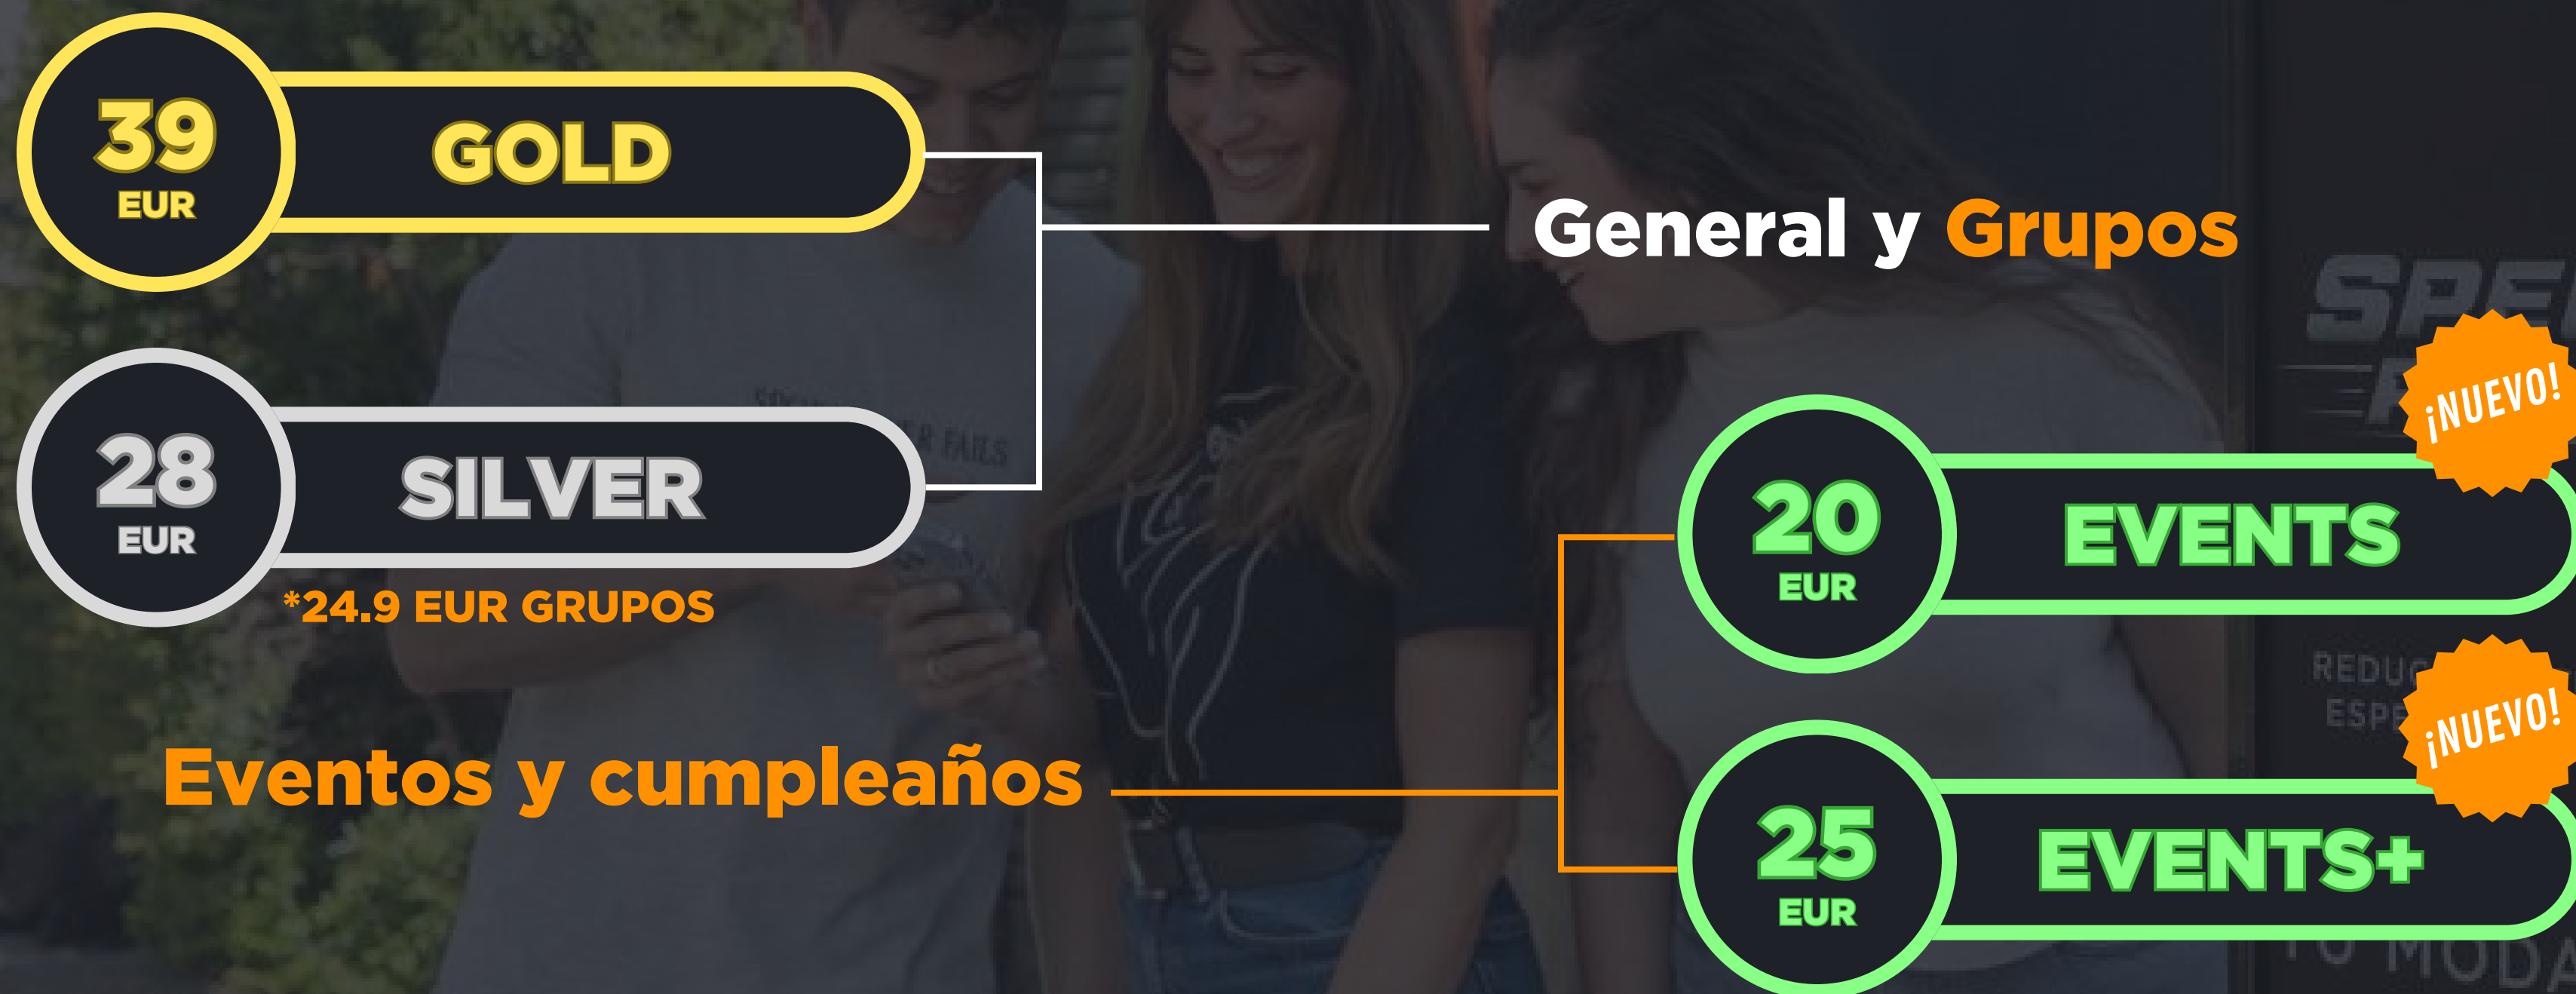 39
EUR
GOLD
General y Grupos
28
EUR
SILVER
*24.9 EUR GRUPOS
¡NUEVO!
20
EUR
EVENTS
Eventos y cumpleaños
¡NUEVO!
25
EUR
EVENTS+